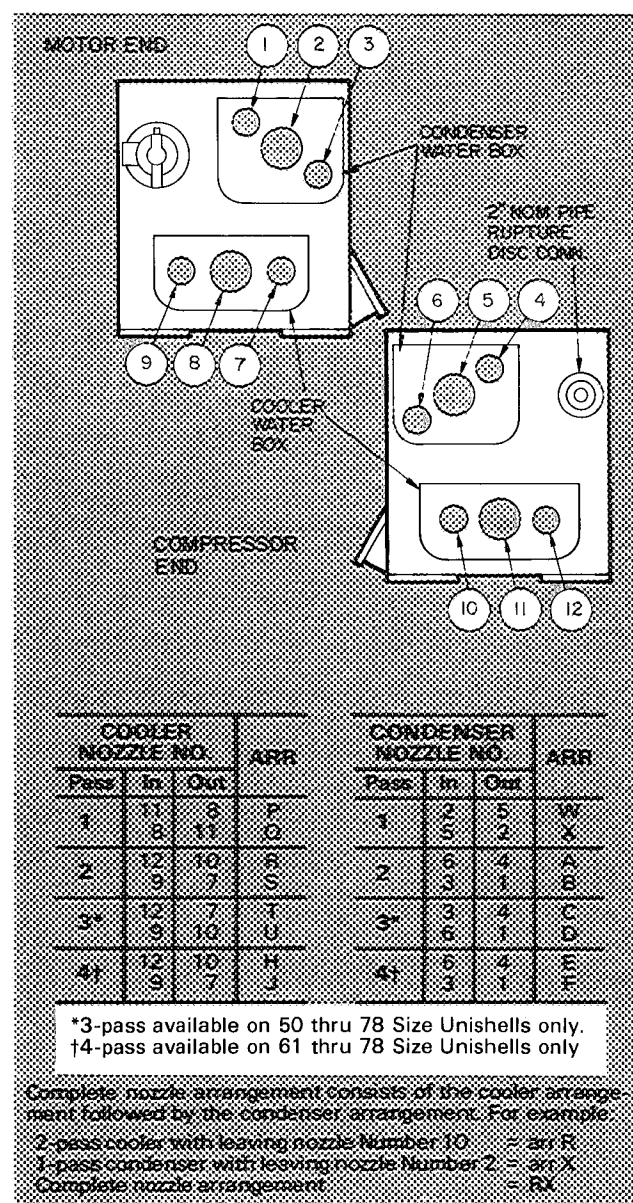 MOTOR END
1 2 3
CONDENSER
WATER BOX
2" NOM PIPE
RUPTURE
DISC CONN.
6 5 4
9 8 7
COOLER
WATER
BOX
COMPRESSOR
END
10 11 12
COOLER
NOZZLE NO. ARR
Pass In Out
1 11 8 P
8 11 Q
2 12 10 R
9 7 S
3* 12 7 T
9 10 U
4† 12 10 H
9 7 J
CONDENSER
NOZZLE NO. ARR
Pass In Out
1 2 5 W
5 2 X
2 6 4 A
3 1 B
3* 3 4 C
6 1 D
4† 6 4 E
3 1 F
*3-pass available on 50 thru 78 Size Unishells only.
†4-pass available on 61 thru 78 Size Unishells only
Complete nozzle arrangement consists of the cooler arrange-
ment followed by the condenser arrangement. For example:
2-pass cooler with leaving nozzle Number 10 = arr R
1-pass condenser with leaving nozzle Number 2 = arr X
Complete nozzle arrangement = RX